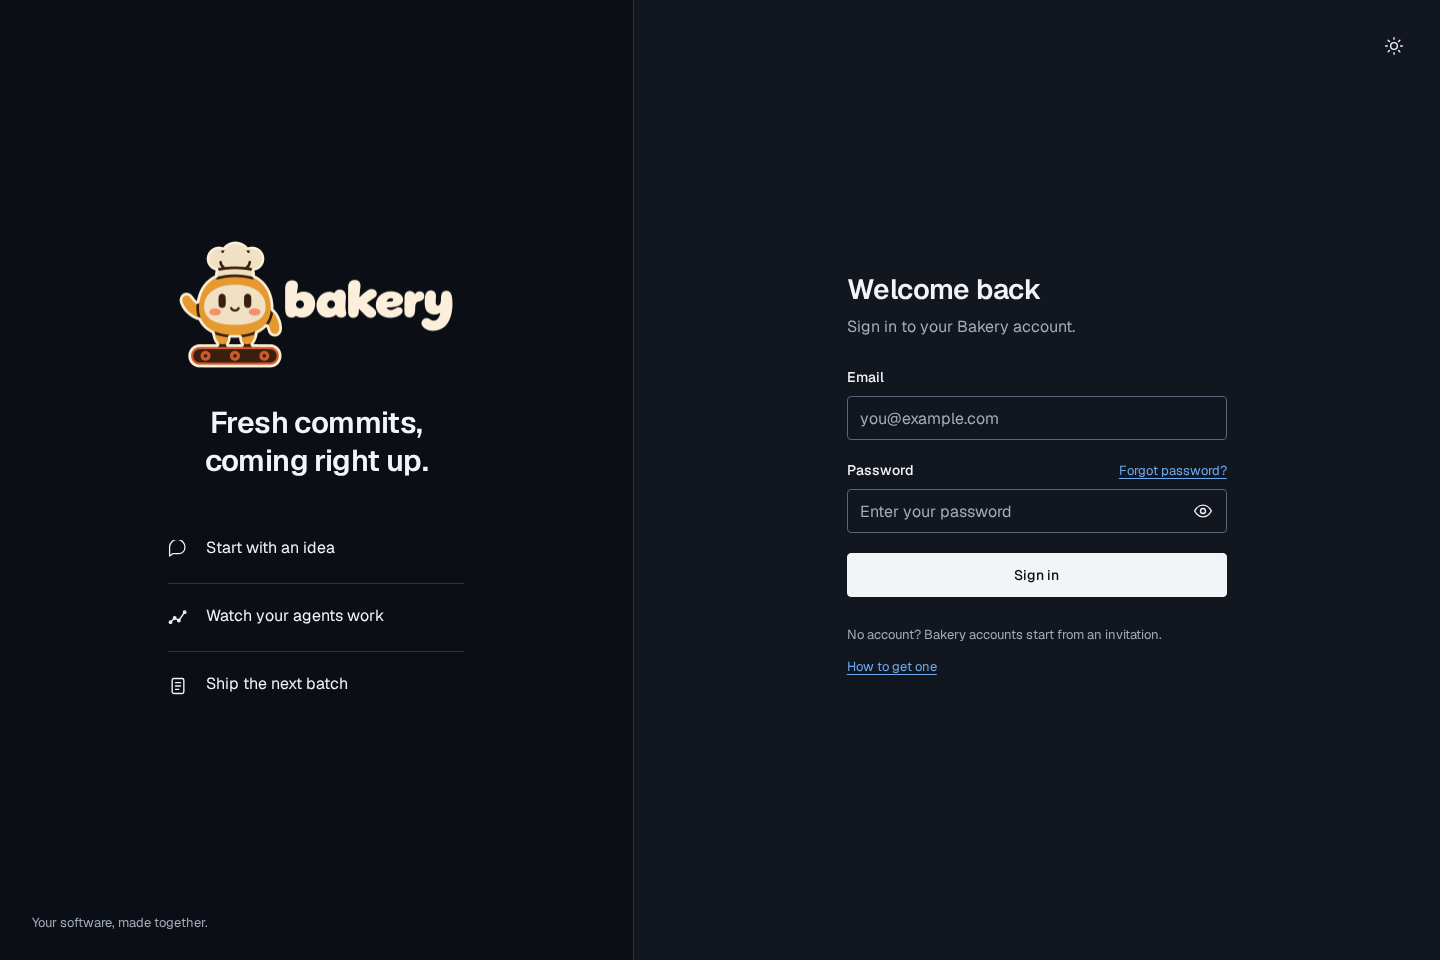 bakery
Fresh commits,
coming right up.
Start with an idea
Watch your agents work
Ship the next batch
Your software, made together.
Welcome back
Sign in to your Bakery account.
Email
you@example.com
Password
Forgot password?
Enter your password
Sign in
No account? Bakery accounts start from an invitation.
How to get one